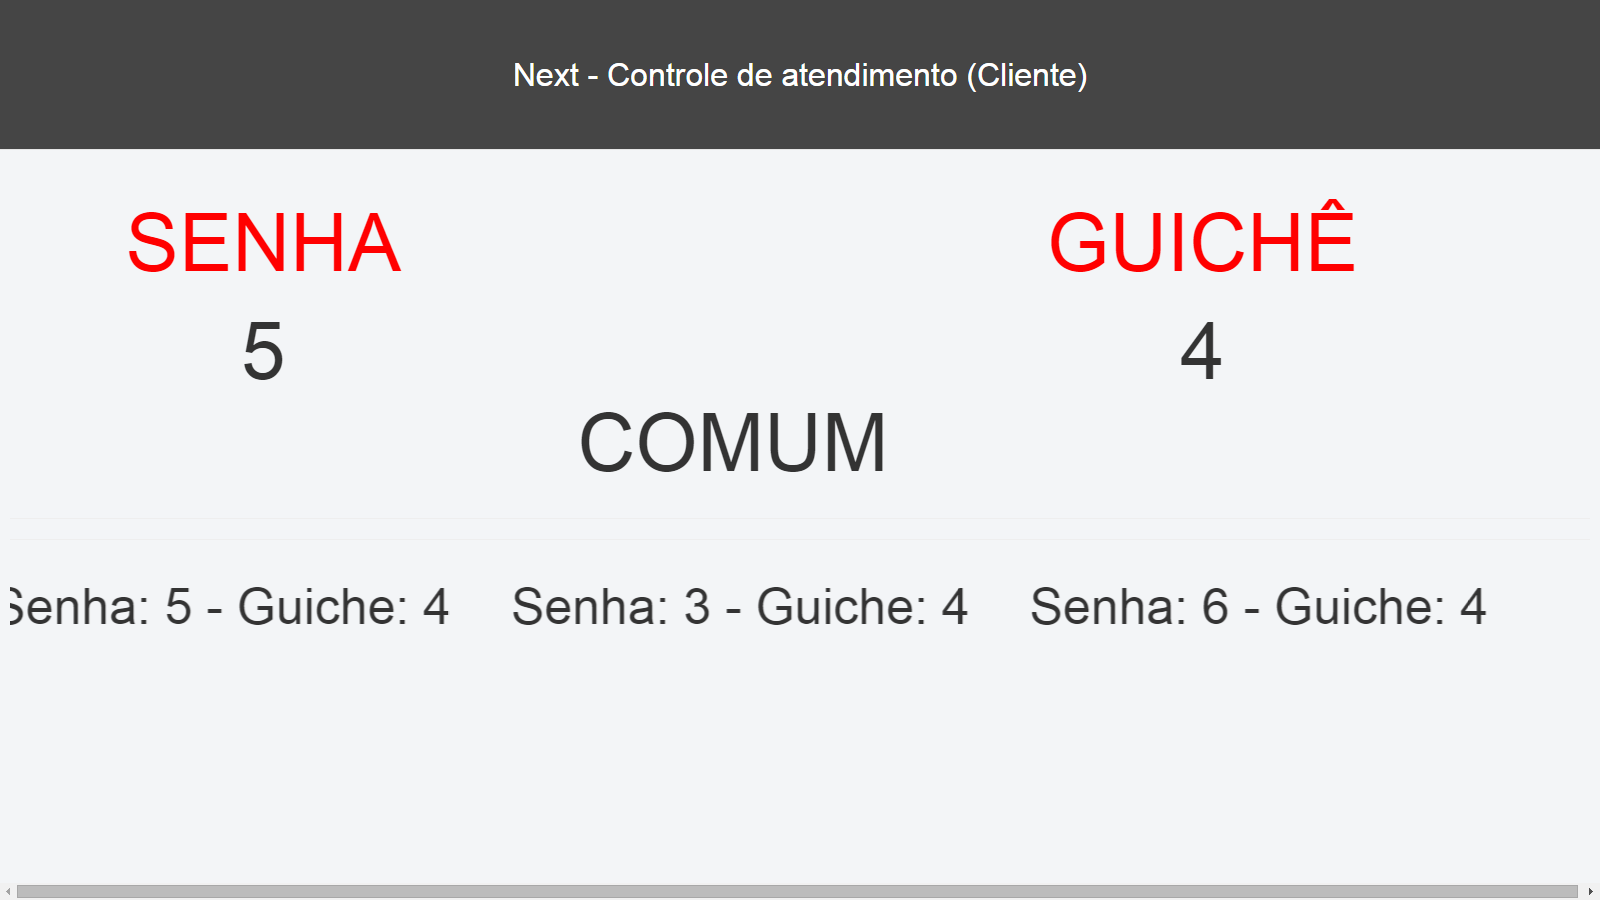 Next - Controle de atendimento (Cliente)
SENHA GUICHÊ
5 4
COMUM
Senha: 5 - Guiche: 4 Senha: 3 - Guiche: 4 Senha: 6 - Guiche: 4